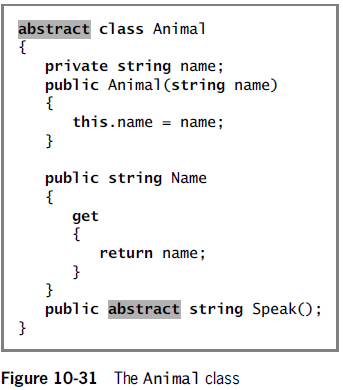 abstract class Animal
{
   private string name;
   public Animal(string name)
   {
      this.name = name;
   }

   public string Name
   {
      get
      {
         return name;
      }
   }
   public abstract string Speak();
}
Figure 10-31 The Animal class